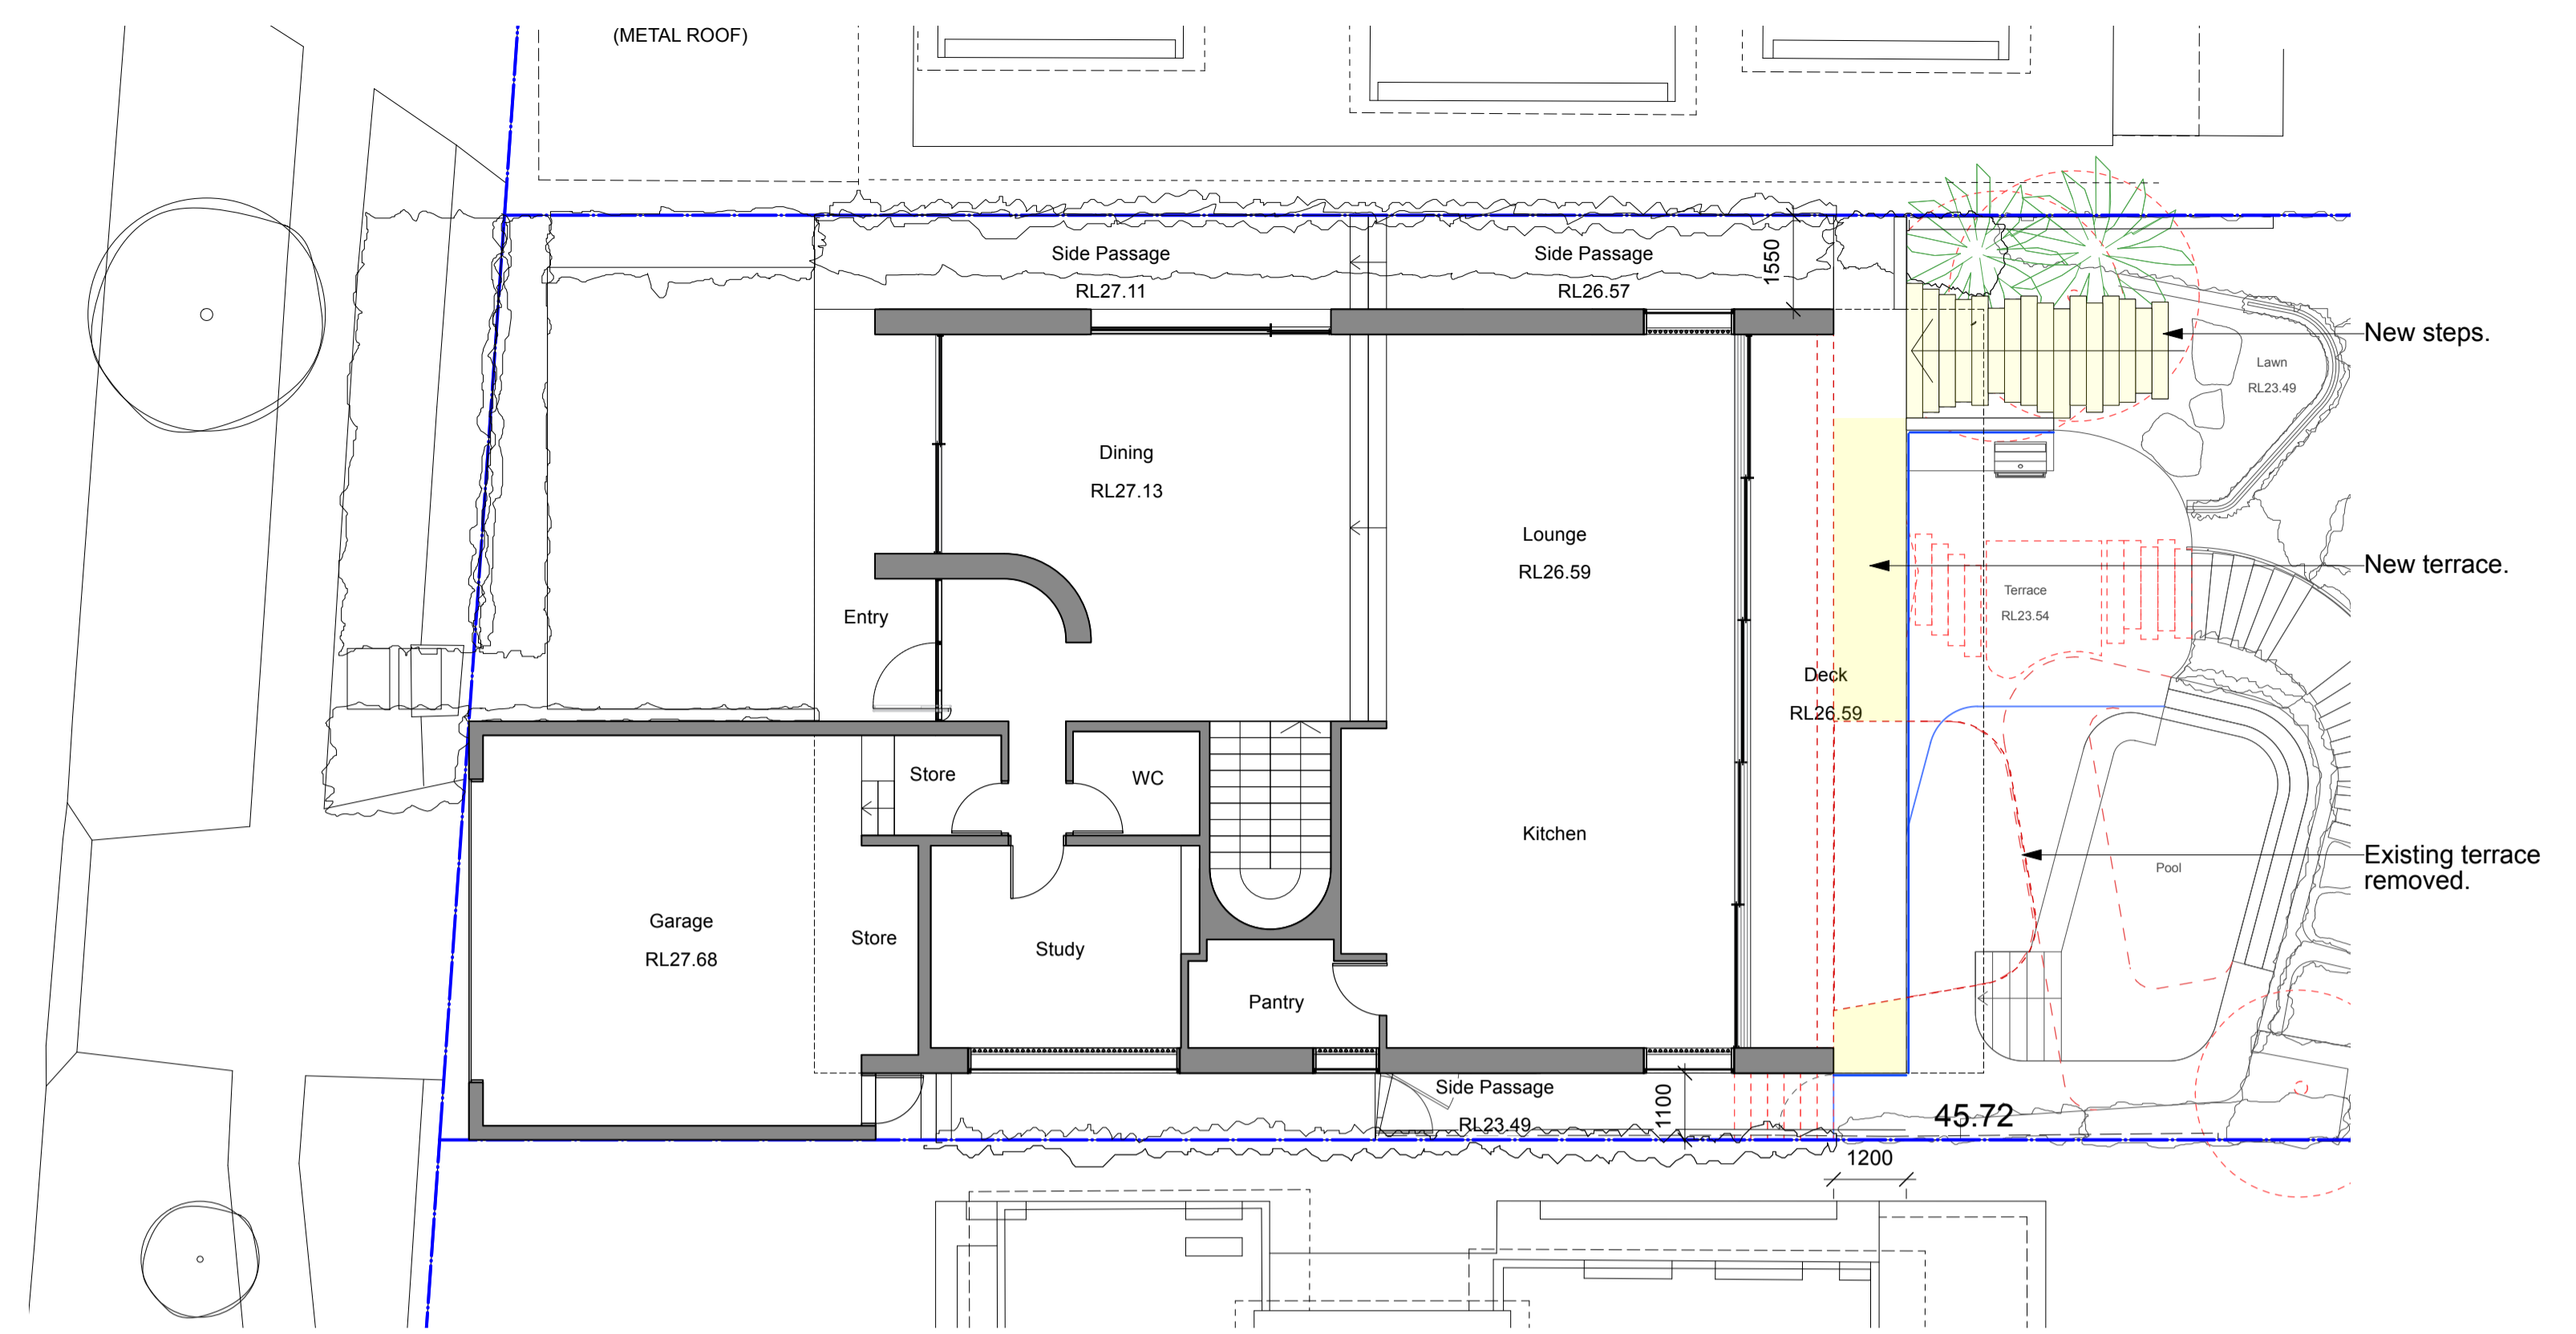 (METAL ROOF)
Side Passage
RL27.11
Side Passage
RL26.57
1550
New steps.
Lawn
RL23.49
Dining
RL27.13
Lounge
RL26.59
New terrace.
Terrace
RL23.54
Entry
Deck
RL26.59
Store
WC
Kitchen
Existing terrace
removed.
Pool
Garage
RL27.68
Store
Study
Pantry
Side Passage
RL23.49
1100
45.72
1200